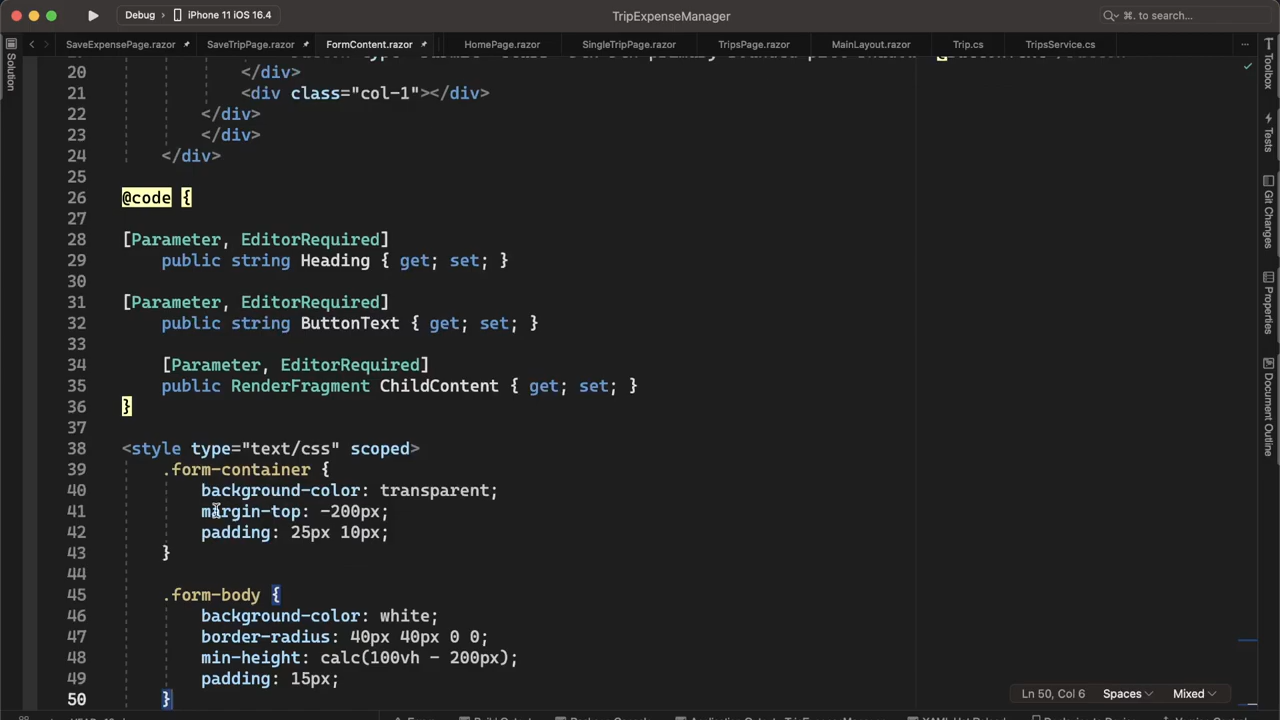 Debug
iPhone 11 iOS 16.4
TripExpenseManager
⌘. to search...
SaveExpensePage.razor
SaveTripPage.razor
FormContent.razor
HomePage.razor
SingleTripPage.razor
TripsPage.razor
MainLayout.razor
Trip.cs
TripsService.cs
Solution
Toolbox
Tests
Git Changes
Properties
Document Outline
20 </div>
21 <div class="col-1"></div>
22 </div>
23 </div>
24 </div>
25
26 @code {
27
28 [Parameter, EditorRequired]
29 public string Heading { get; set; }
30
31 [Parameter, EditorRequired]
32 public string ButtonText { get; set; }
33
34 [Parameter, EditorRequired]
35 public RenderFragment ChildContent { get; set; }
36 }
37
38 <style type="text/css" scoped>
39 .form-container {
40 background-color: transparent;
41 margin-top: -200px;
42 padding: 25px 10px;
43 }
44
45 .form-body {
46 background-color: white;
47 border-radius: 40px 40px 0 0;
48 min-height: calc(100vh - 200px);
49 padding: 15px;
50 }
Ln 50, Col 6
Spaces
Mixed